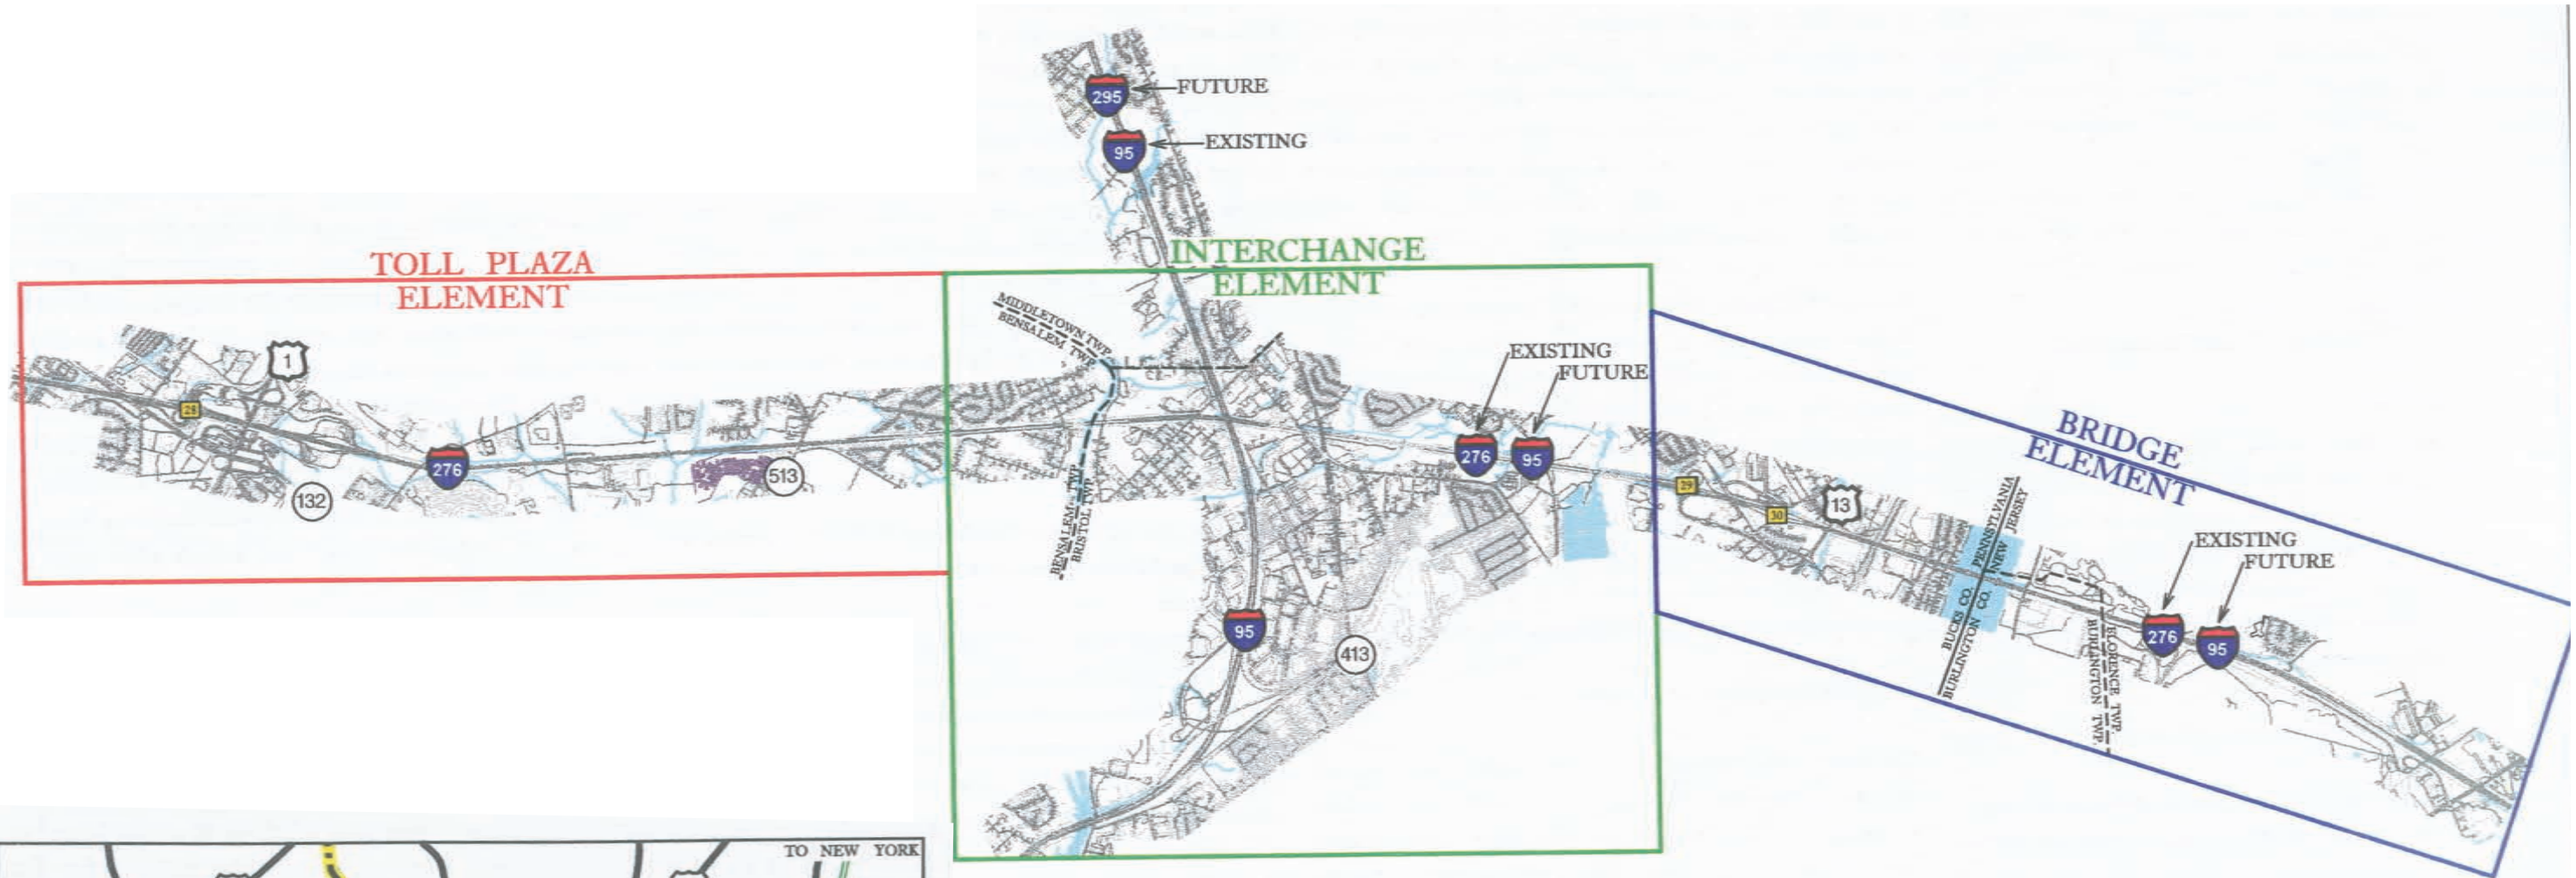 295
FUTURE
95
EXISTING
TOLL PLAZA
ELEMENT
INTERCHANGE
ELEMENT
MIDDLETOWN TWP
BENSALEM TWP
1
28
276
132
513
BENSALEM TWP
BRISTOL TWP
EXISTING
FUTURE
276
95
95
413
BRIDGE
ELEMENT
29
30
13
PENNSYLVANIA
NEW JERSEY
BUCKS CO.
BURLINGTON CO.
FLORENCE TWP.
BURLINGTON TWP.
EXISTING
FUTURE
276
95
TO NEW YORK